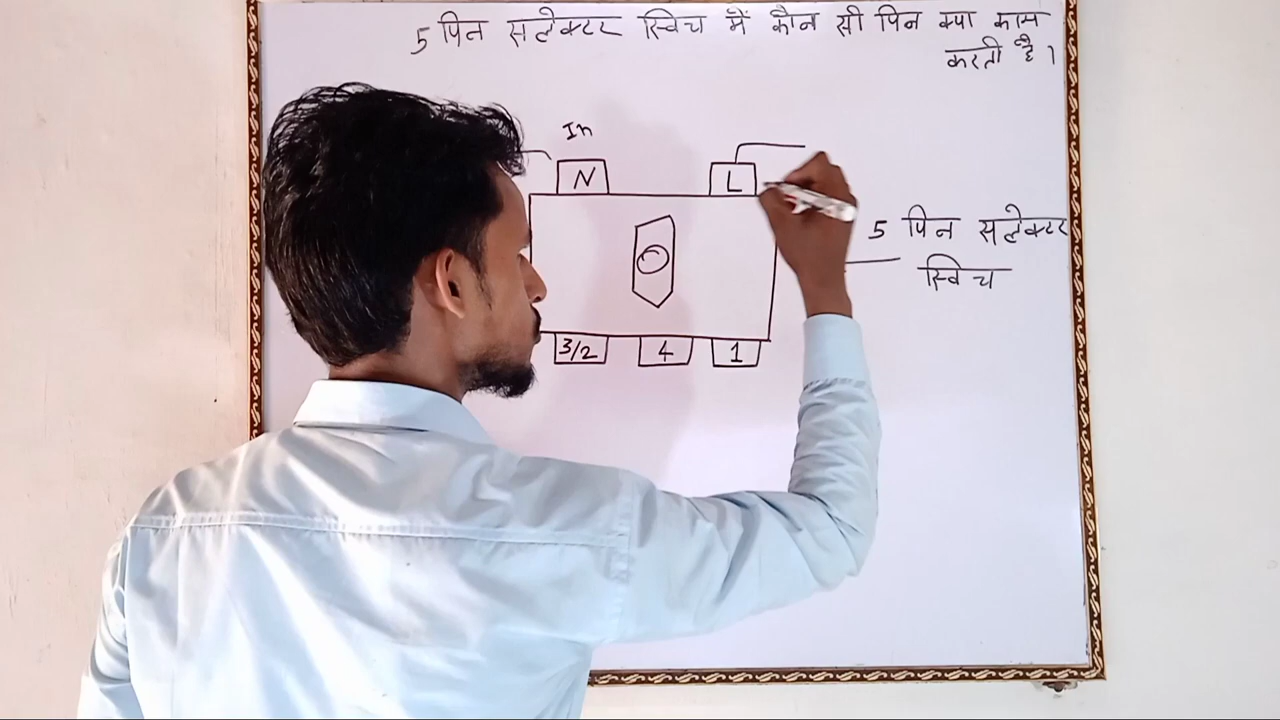 5 पिन सलेक्टर स्विच में कौन सी पिन क्या काम
करती है।
In
N L
5 पिन सलेक्टर
स्विच
3/2 4 1